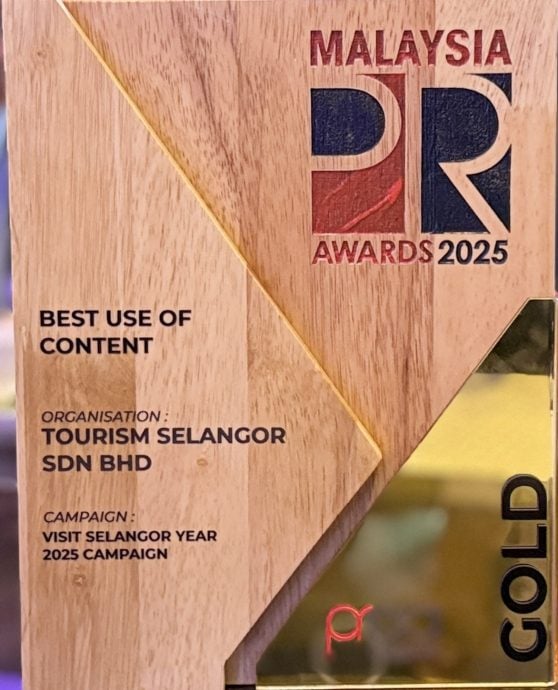 MALAYSIA
PR
AWARDS 2025
BEST USE OF
CONTENT
ORGANISATION :
TOURISM SELANGOR
SDN BHD
CAMPAIGN :
VISIT SELANGOR YEAR
2025 CAMPAIGN
GOLD
pr